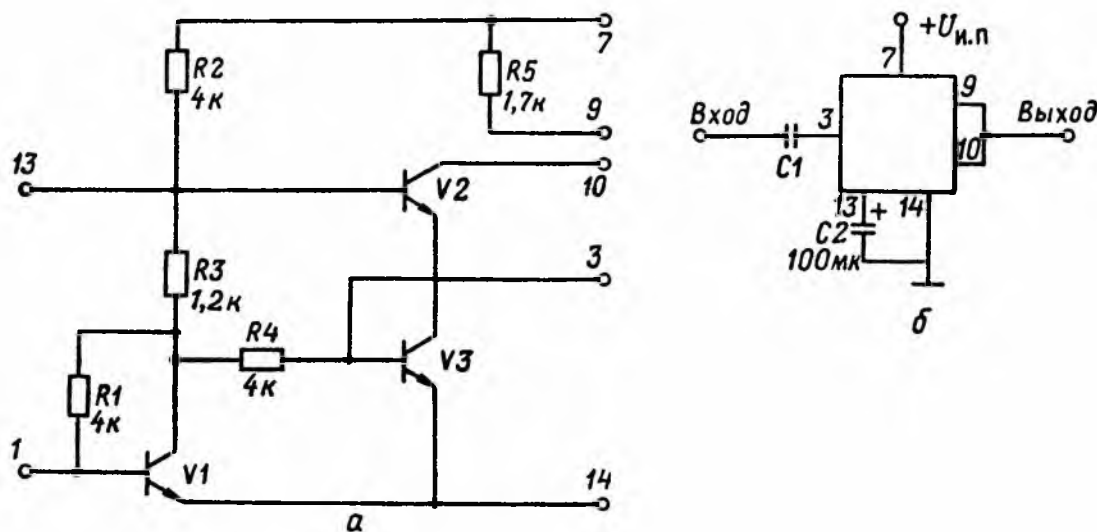 R2
4к
7
R5
1,7к
9
13
V2
10
R3
1,2к
3
R4
4к
V3
R1
4к
1
V1
14
а
+Uи.п
7
Вход
3
9
Выход
10
C1
13
14
+
C2
100мк
б